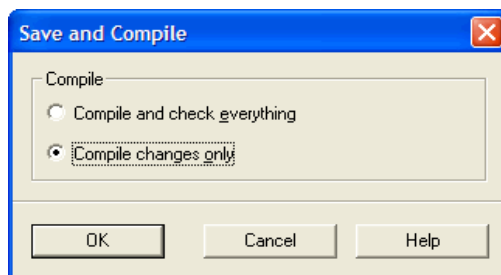 Save and Compile
Compile
Compile and check everything
Compile changes only
OK
Cancel
Help